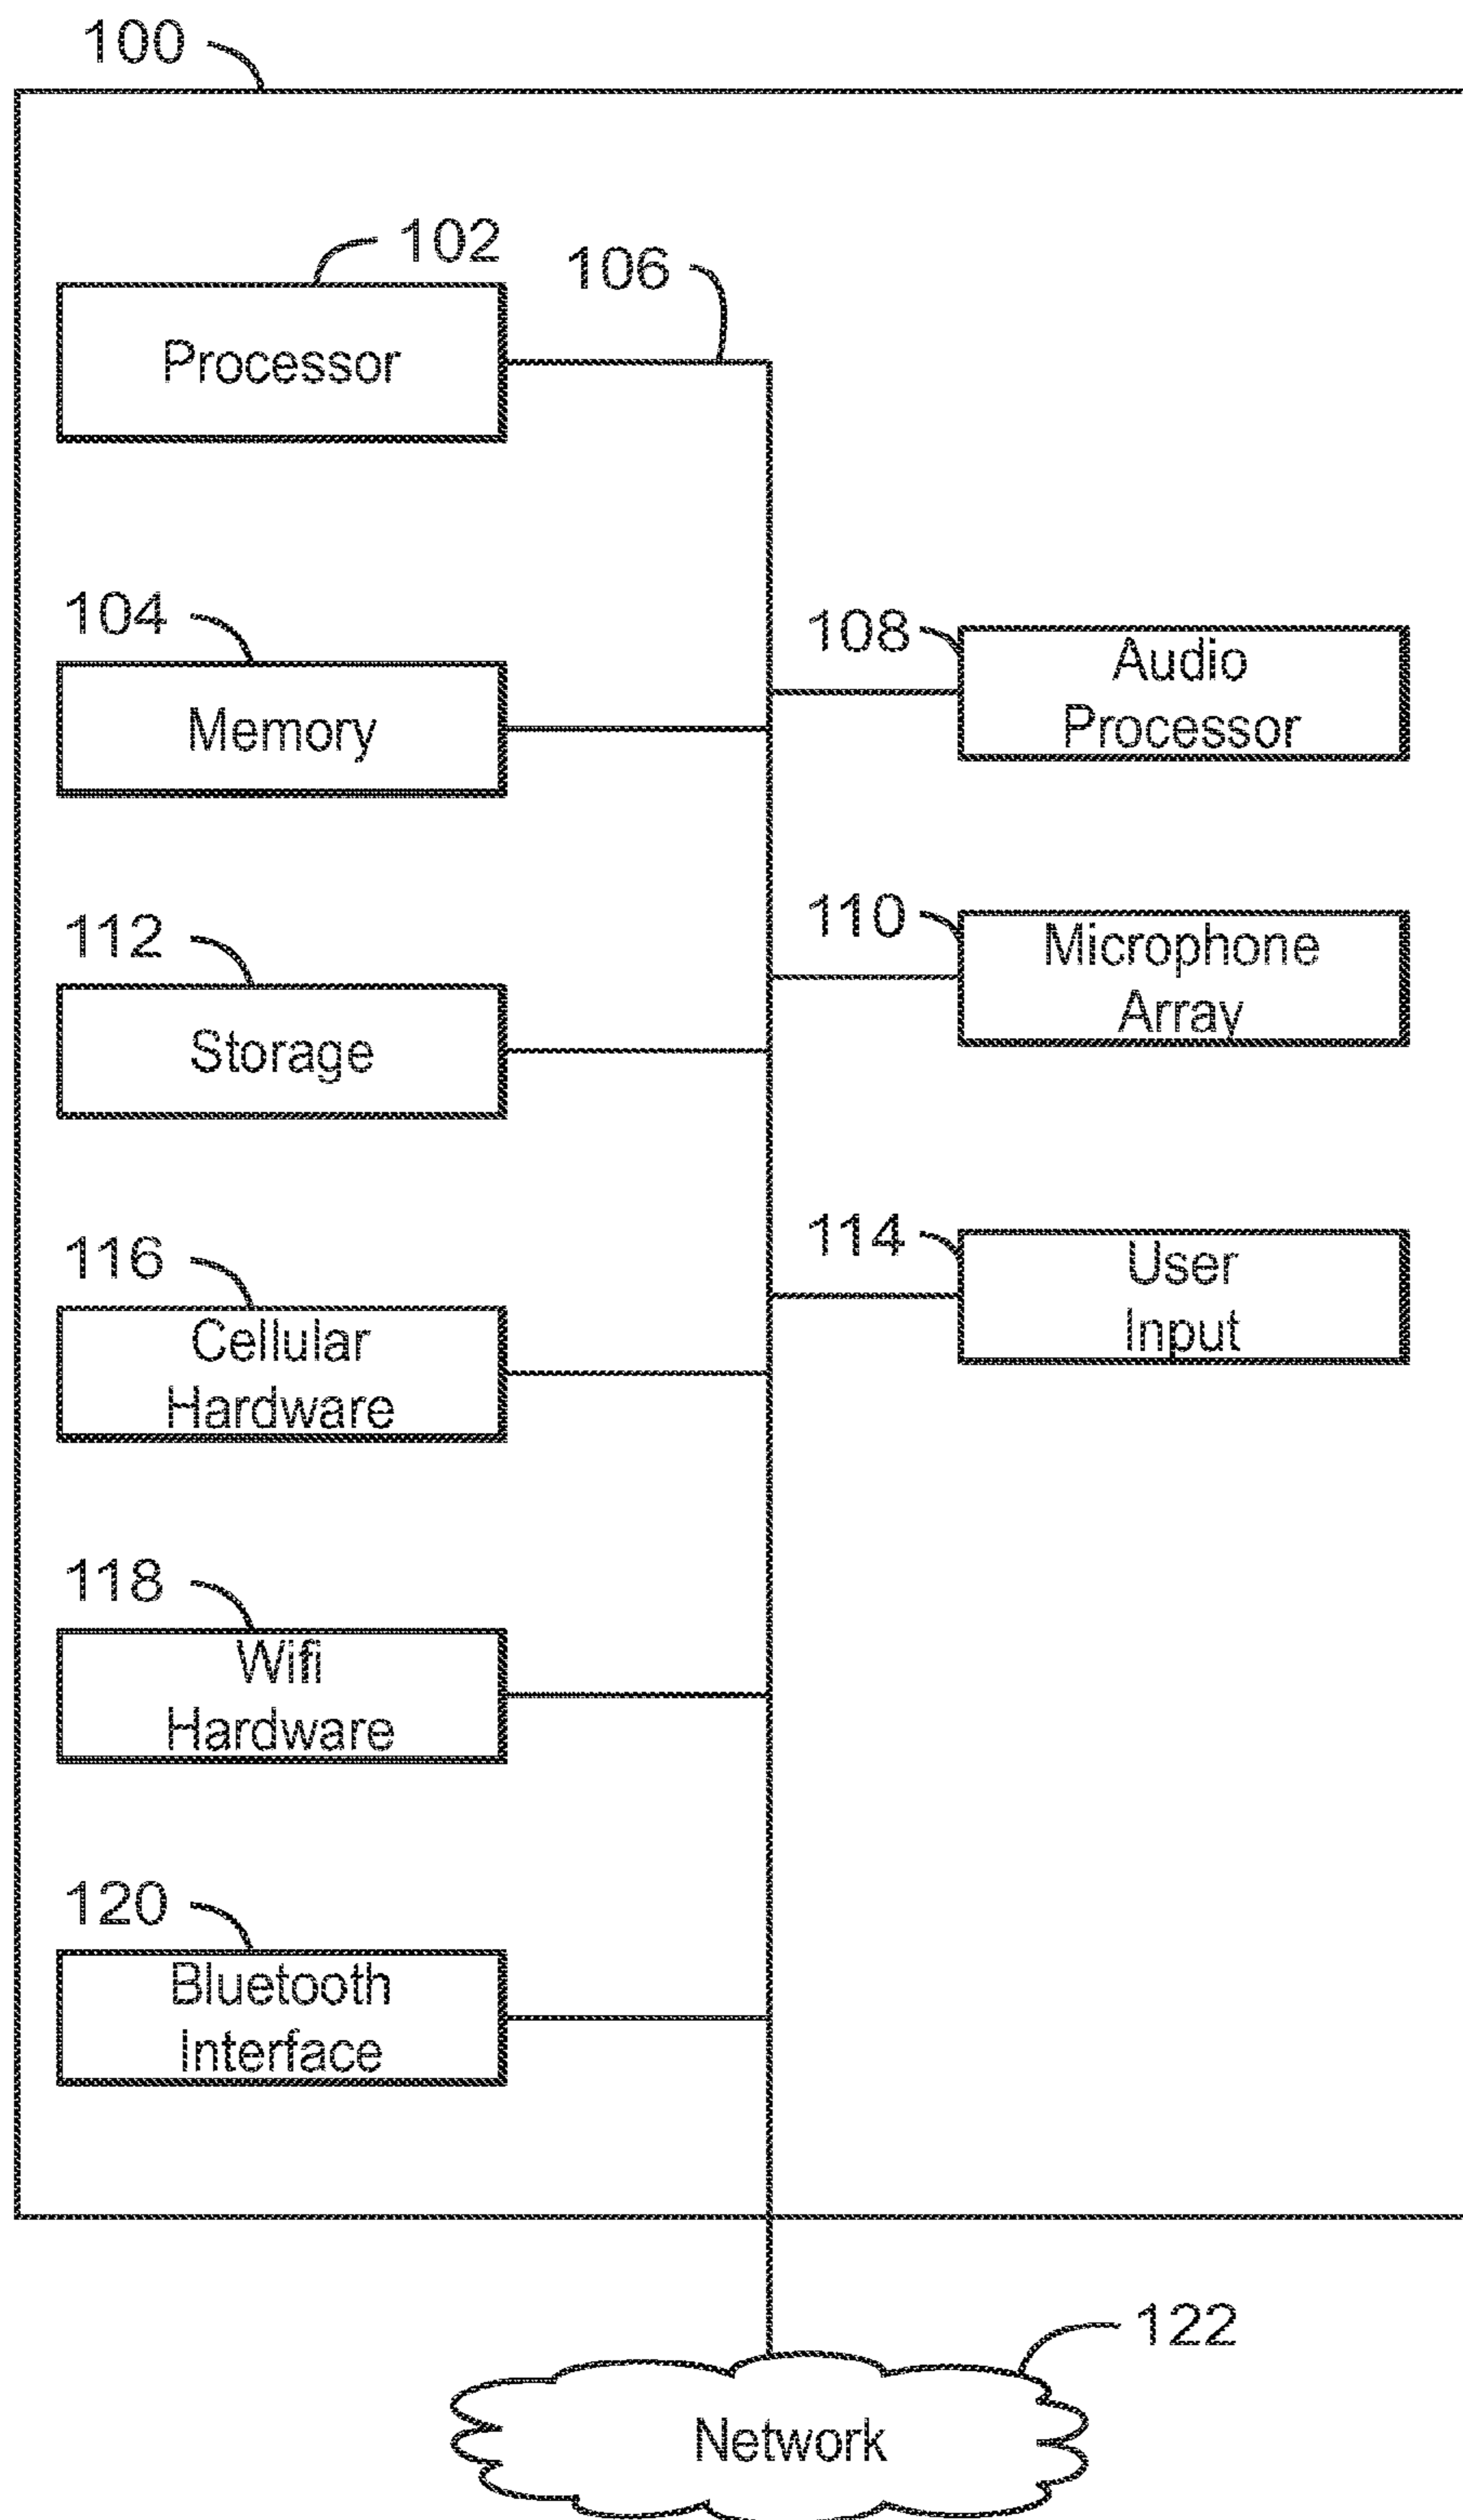 100
102
Processor
106
104
Memory
108
Audio
Processor
112
Storage
110
Microphone
Array
116
Cellular
Hardware
114
User
Input
118
Wifi
Hardware
120
Bluetooth
Interface
122
Network